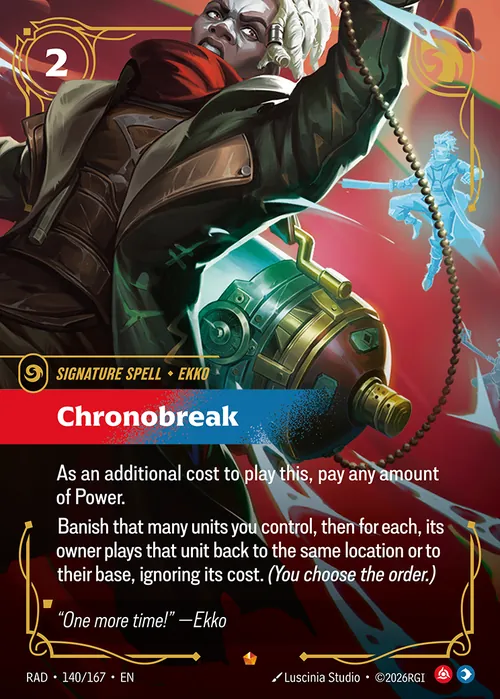 2
SIGNATURE SPELL • EKKO
Chronobreak
As an additional cost to play this, pay any amount
of Power.
Banish that many units you control, then for each, its
owner plays that unit back to the same location or to
their base, ignoring its cost. (You choose the order.)
“One more time!” —Ekko
RAD • 140/167 • EN
Luscinia Studio • ©2026RGI